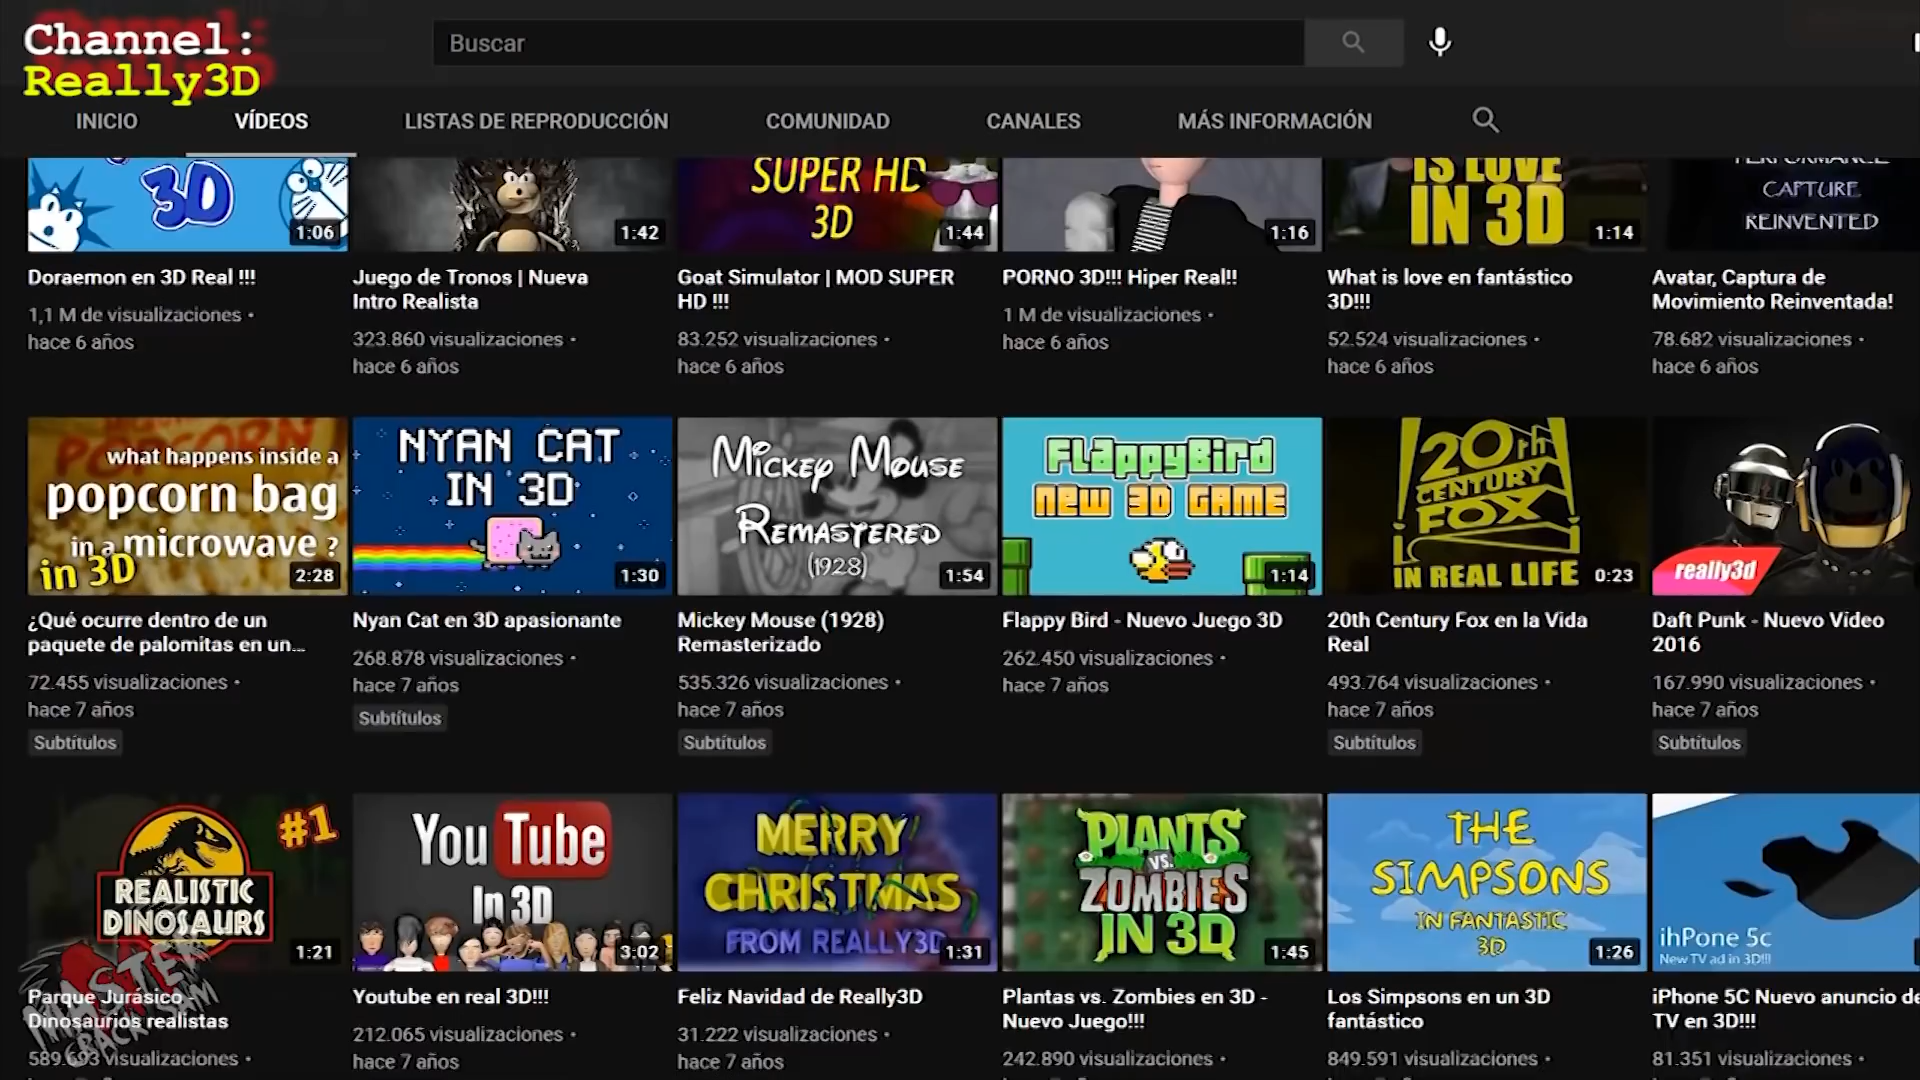 Channel:
Really3D
Buscar
INICIO
VÍDEOS
LISTAS DE REPRODUCCIÓN
COMUNIDAD
CANALES
MÁS INFORMACIÓN
3D
1:06
1:42
SUPER HD
3D
1:44
1:16
IS LOVE
IN 3D
1:14
PERFORMANCE
CAPTURE
REINVENTED
Doraemon en 3D Real !!!
1,1 M de visualizaciones •
hace 6 años
Juego de Tronos | Nueva
Intro Realista
323.860 visualizaciones •
hace 6 años
Goat Simulator | MOD SUPER
HD !!!
83.252 visualizaciones •
hace 6 años
PORNO 3D!!! Hiper Real!!
1 M de visualizaciones •
hace 6 años
What is love en fantástico
3D!!!
52.524 visualizaciones •
hace 6 años
Avatar, Captura de
Movimiento Reinventada!
78.682 visualizaciones •
hace 6 años
POPCORN
what happens inside a
popcorn bag
in a microwave ?
in 3D
2:28
NYAN CAT
IN 3D
1:30
Mickey Mouse
Remastered
(1928)
1:54
FlappyBird
NEW 3D GAME
1:14
20th
CENTURY
FOX
IN REAL LIFE
0:23
really3d
¿Qué ocurre dentro de un
paquete de palomitas en un...
72.455 visualizaciones •
hace 7 años
Subtítulos
Nyan Cat en 3D apasionante
268.878 visualizaciones •
hace 7 años
Subtítulos
Mickey Mouse (1928)
Remasterizado
535.326 visualizaciones •
hace 7 años
Subtítulos
Flappy Bird - Nuevo Juego 3D
262.450 visualizaciones •
hace 7 años
20th Century Fox en la Vida
Real
493.764 visualizaciones •
hace 7 años
Subtítulos
Daft Punk - Nuevo Vídeo
2016
167.990 visualizaciones •
hace 7 años
Subtítulos
#1
REALISTIC
DINOSAURS
1:21
You Tube
In 3D
3:02
MERRY
CHRISTMAS
FROM REALLY3D
1:31
PLANTS
VS.
ZOMBIES
IN 3D
1:45
THE
SIMPSONS
IN FANTASTIC
3D
1:26
ihPone 5c
New TV ad in 3D!!!
Parque Jurásico -
Dinosaurios realistas
589.693 visualizaciones •
Youtube en real 3D!!!
212.065 visualizaciones •
hace 7 años
Feliz Navidad de Really3D
31.222 visualizaciones •
hace 7 años
Plantas vs. Zombies en 3D -
Nuevo Juego!!!
242.890 visualizaciones •
Los Simpsons en un 3D
fantástico
849.591 visualizaciones •
iPhone 5C Nuevo anuncio de
TV en 3D!!!
81.351 visualizaciones •
MASTER
CRACK SAM